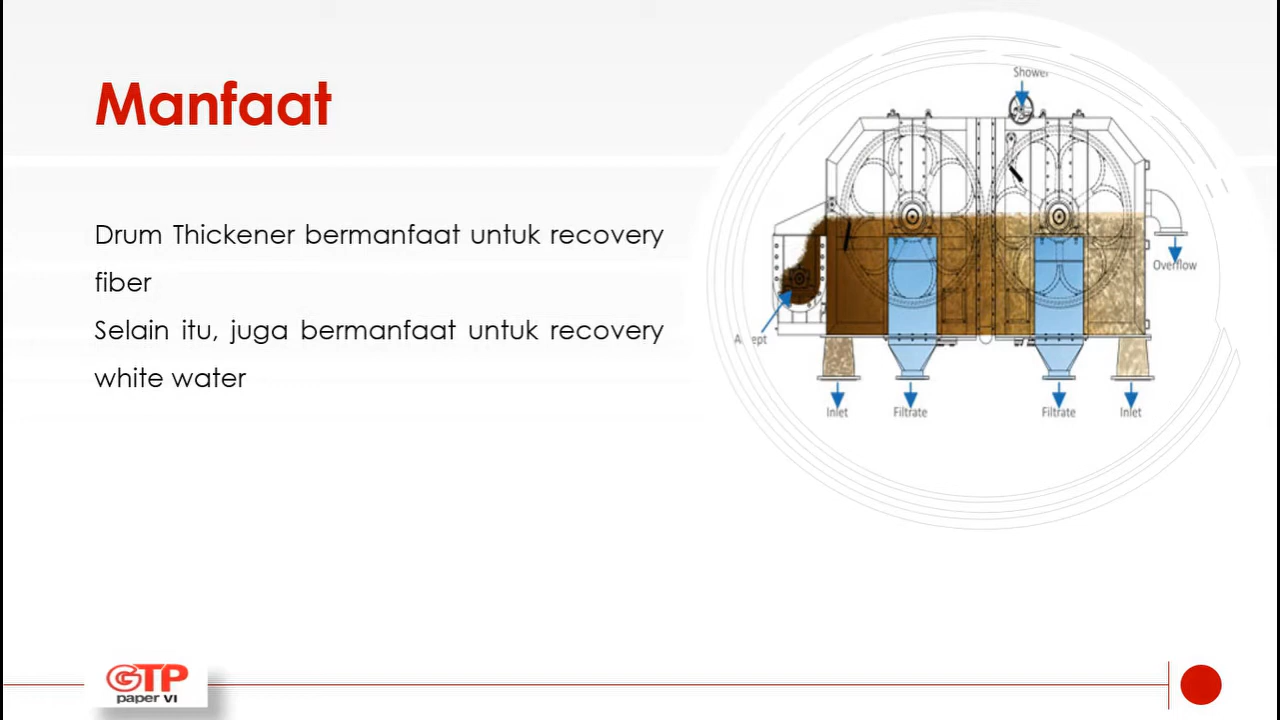 Manfaat
Drum Thickener bermanfaat untuk recovery
fiber
Selain itu, juga bermanfaat untuk recovery
white water
Shower
Overflow
Inlet
Filtrate
Filtrate
Inlet
GTP
paper VI